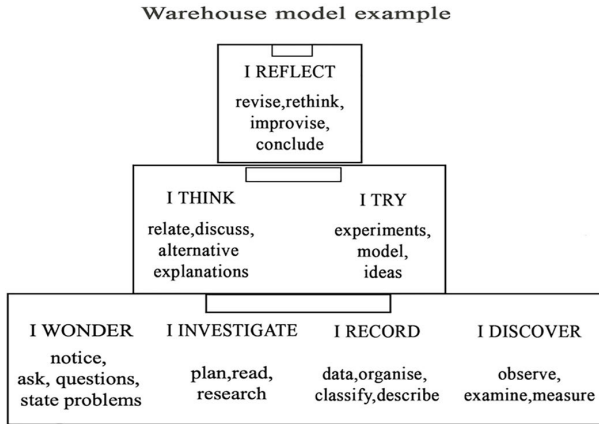 Warehouse model example
I REFLECT
revise,rethink,
improvise,
conclude
I THINK
relate,discuss,
alternative
explanations
I TRY
experiments,
model,
ideas
I WONDER
notice,
ask, questions,
state problems
I INVESTIGATE
plan,read,
research
I RECORD
data,organise,
classify,describe
I DISCOVER
observe,
examine,measure